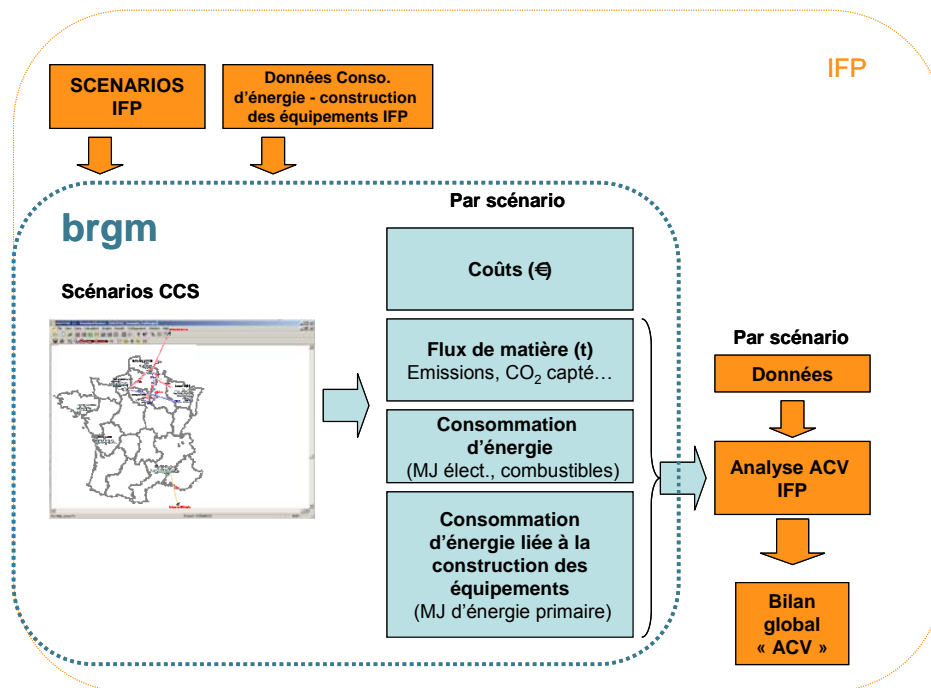 IFP
SCENARIOS
IFP
Données Conso.
d'énergie - construction
des équipements IFP
brgm
Par scénario
Scénarios CCS
Coûts (€)
Flux de matière (t)
Emissions, CO₂ capté…
Consommation
d'énergie
(MJ élect., combustibles)
Consommation
d'énergie liée à la
construction des
équipements
(MJ d'énergie primaire)
Par scénario
Données
Analyse ACV
IFP
Bilan
global
« ACV »